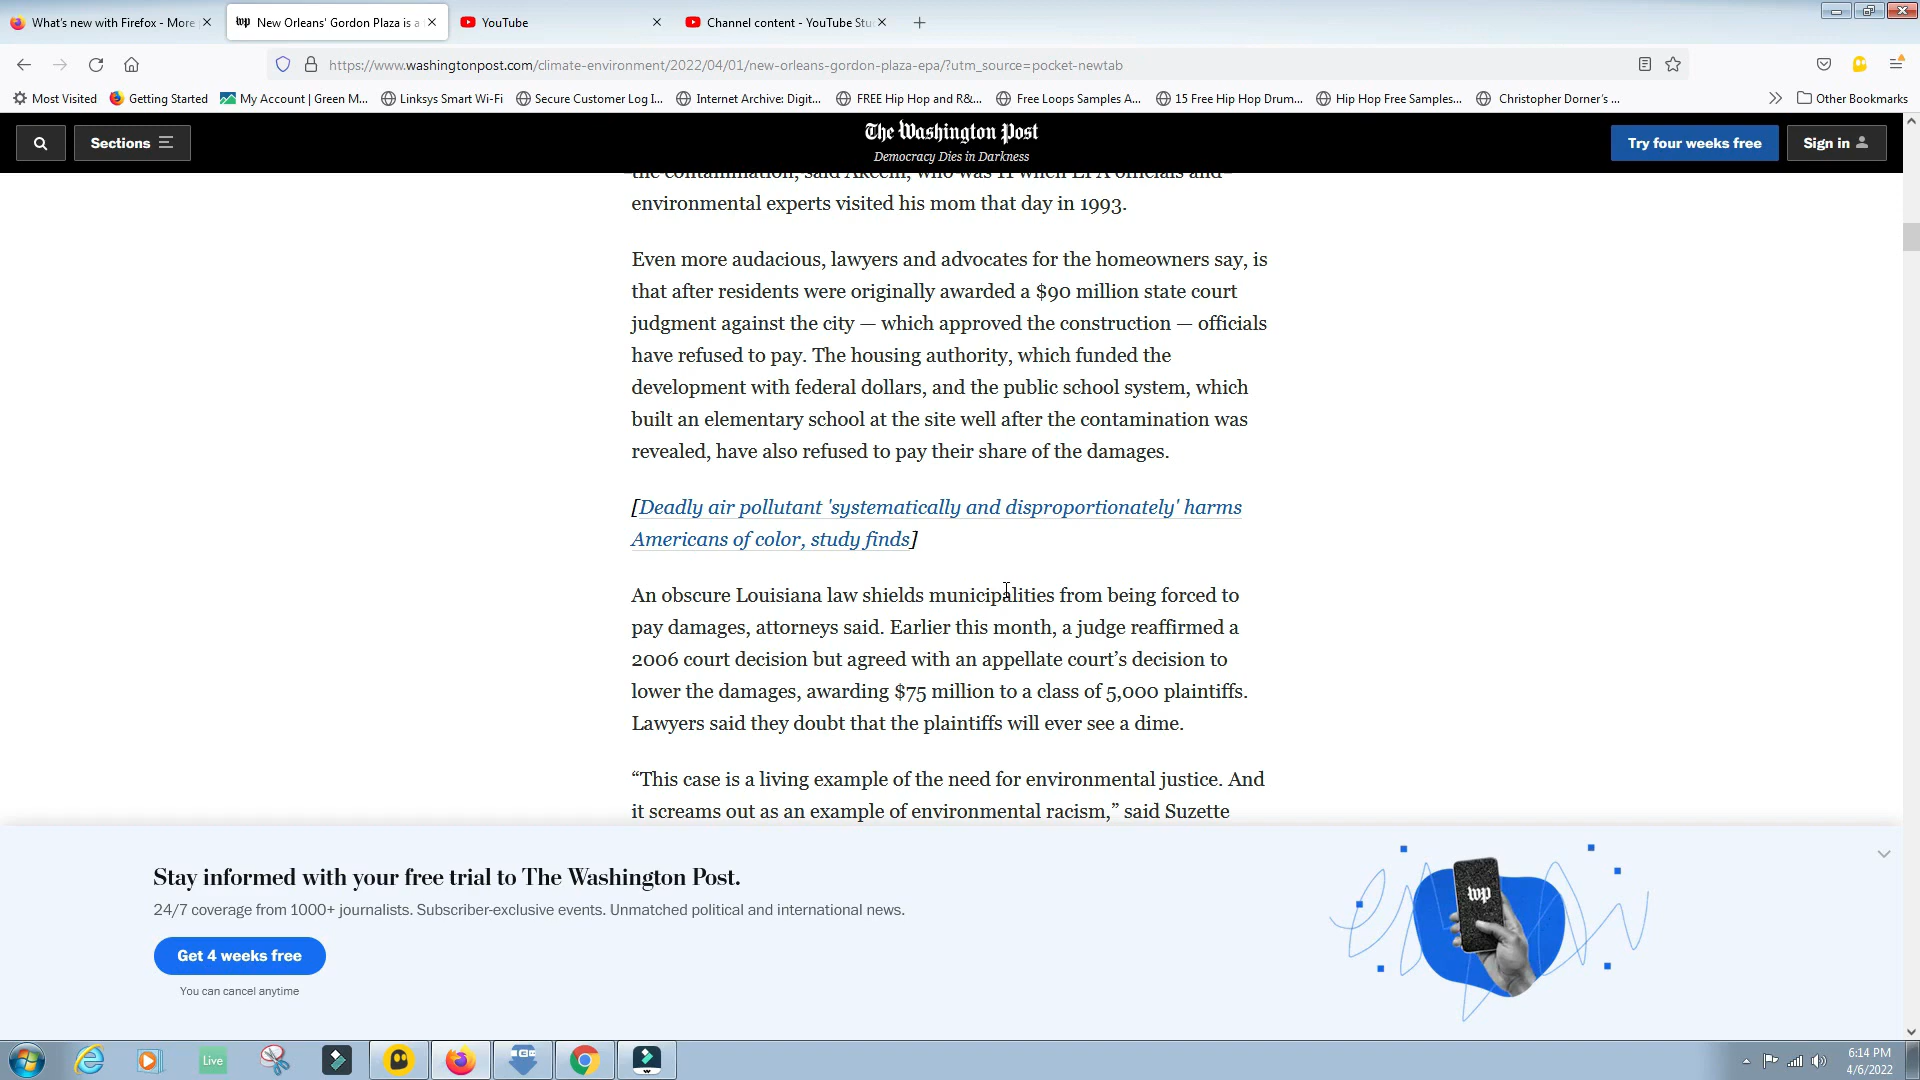 What's new with Firefox - More
New Orleans' Gordon Plaza is a
YouTube
Channel content - YouTube Stu
https://www.washingtonpost.com/climate-environment/2022/04/01/new-orleans-gordon-plaza-epa/?utm_source=pocket-newtab
Most Visited
Getting Started
My Account | Green M...
Linksys Smart Wi-Fi
Secure Customer Log I...
Internet Archive: Digit...
FREE Hip Hop and R&...
Free Loops Samples A...
15 Free Hip Hop Drum...
Hip Hop Free Samples...
Christopher Dorner's ...
Other Bookmarks
Sections
The Washington Post
Democracy Dies in Darkness
Try four weeks free
Sign in
the contamination, said Akeem, who was 11 when EPA officials and
environmental experts visited his mom that day in 1993.
Even more audacious, lawyers and advocates for the homeowners say, is
that after residents were originally awarded a $90 million state court
judgment against the city — which approved the construction — officials
have refused to pay. The housing authority, which funded the
development with federal dollars, and the public school system, which
built an elementary school at the site well after the contamination was
revealed, have also refused to pay their share of the damages.
[Deadly air pollutant 'systematically and disproportionately' harms
Americans of color, study finds]
An obscure Louisiana law shields municipalities from being forced to
pay damages, attorneys said. Earlier this month, a judge reaffirmed a
2006 court decision but agreed with an appellate court's decision to
lower the damages, awarding $75 million to a class of 5,000 plaintiffs.
Lawyers said they doubt that the plaintiffs will ever see a dime.
“This case is a living example of the need for environmental justice. And
it screams out as an example of environmental racism,” said Suzette
Stay informed with your free trial to The Washington Post.
24/7 coverage from 1000+ journalists. Subscriber-exclusive events. Unmatched political and international news.
Get 4 weeks free
You can cancel anytime
wp
Live
6:14 PM
4/6/2022